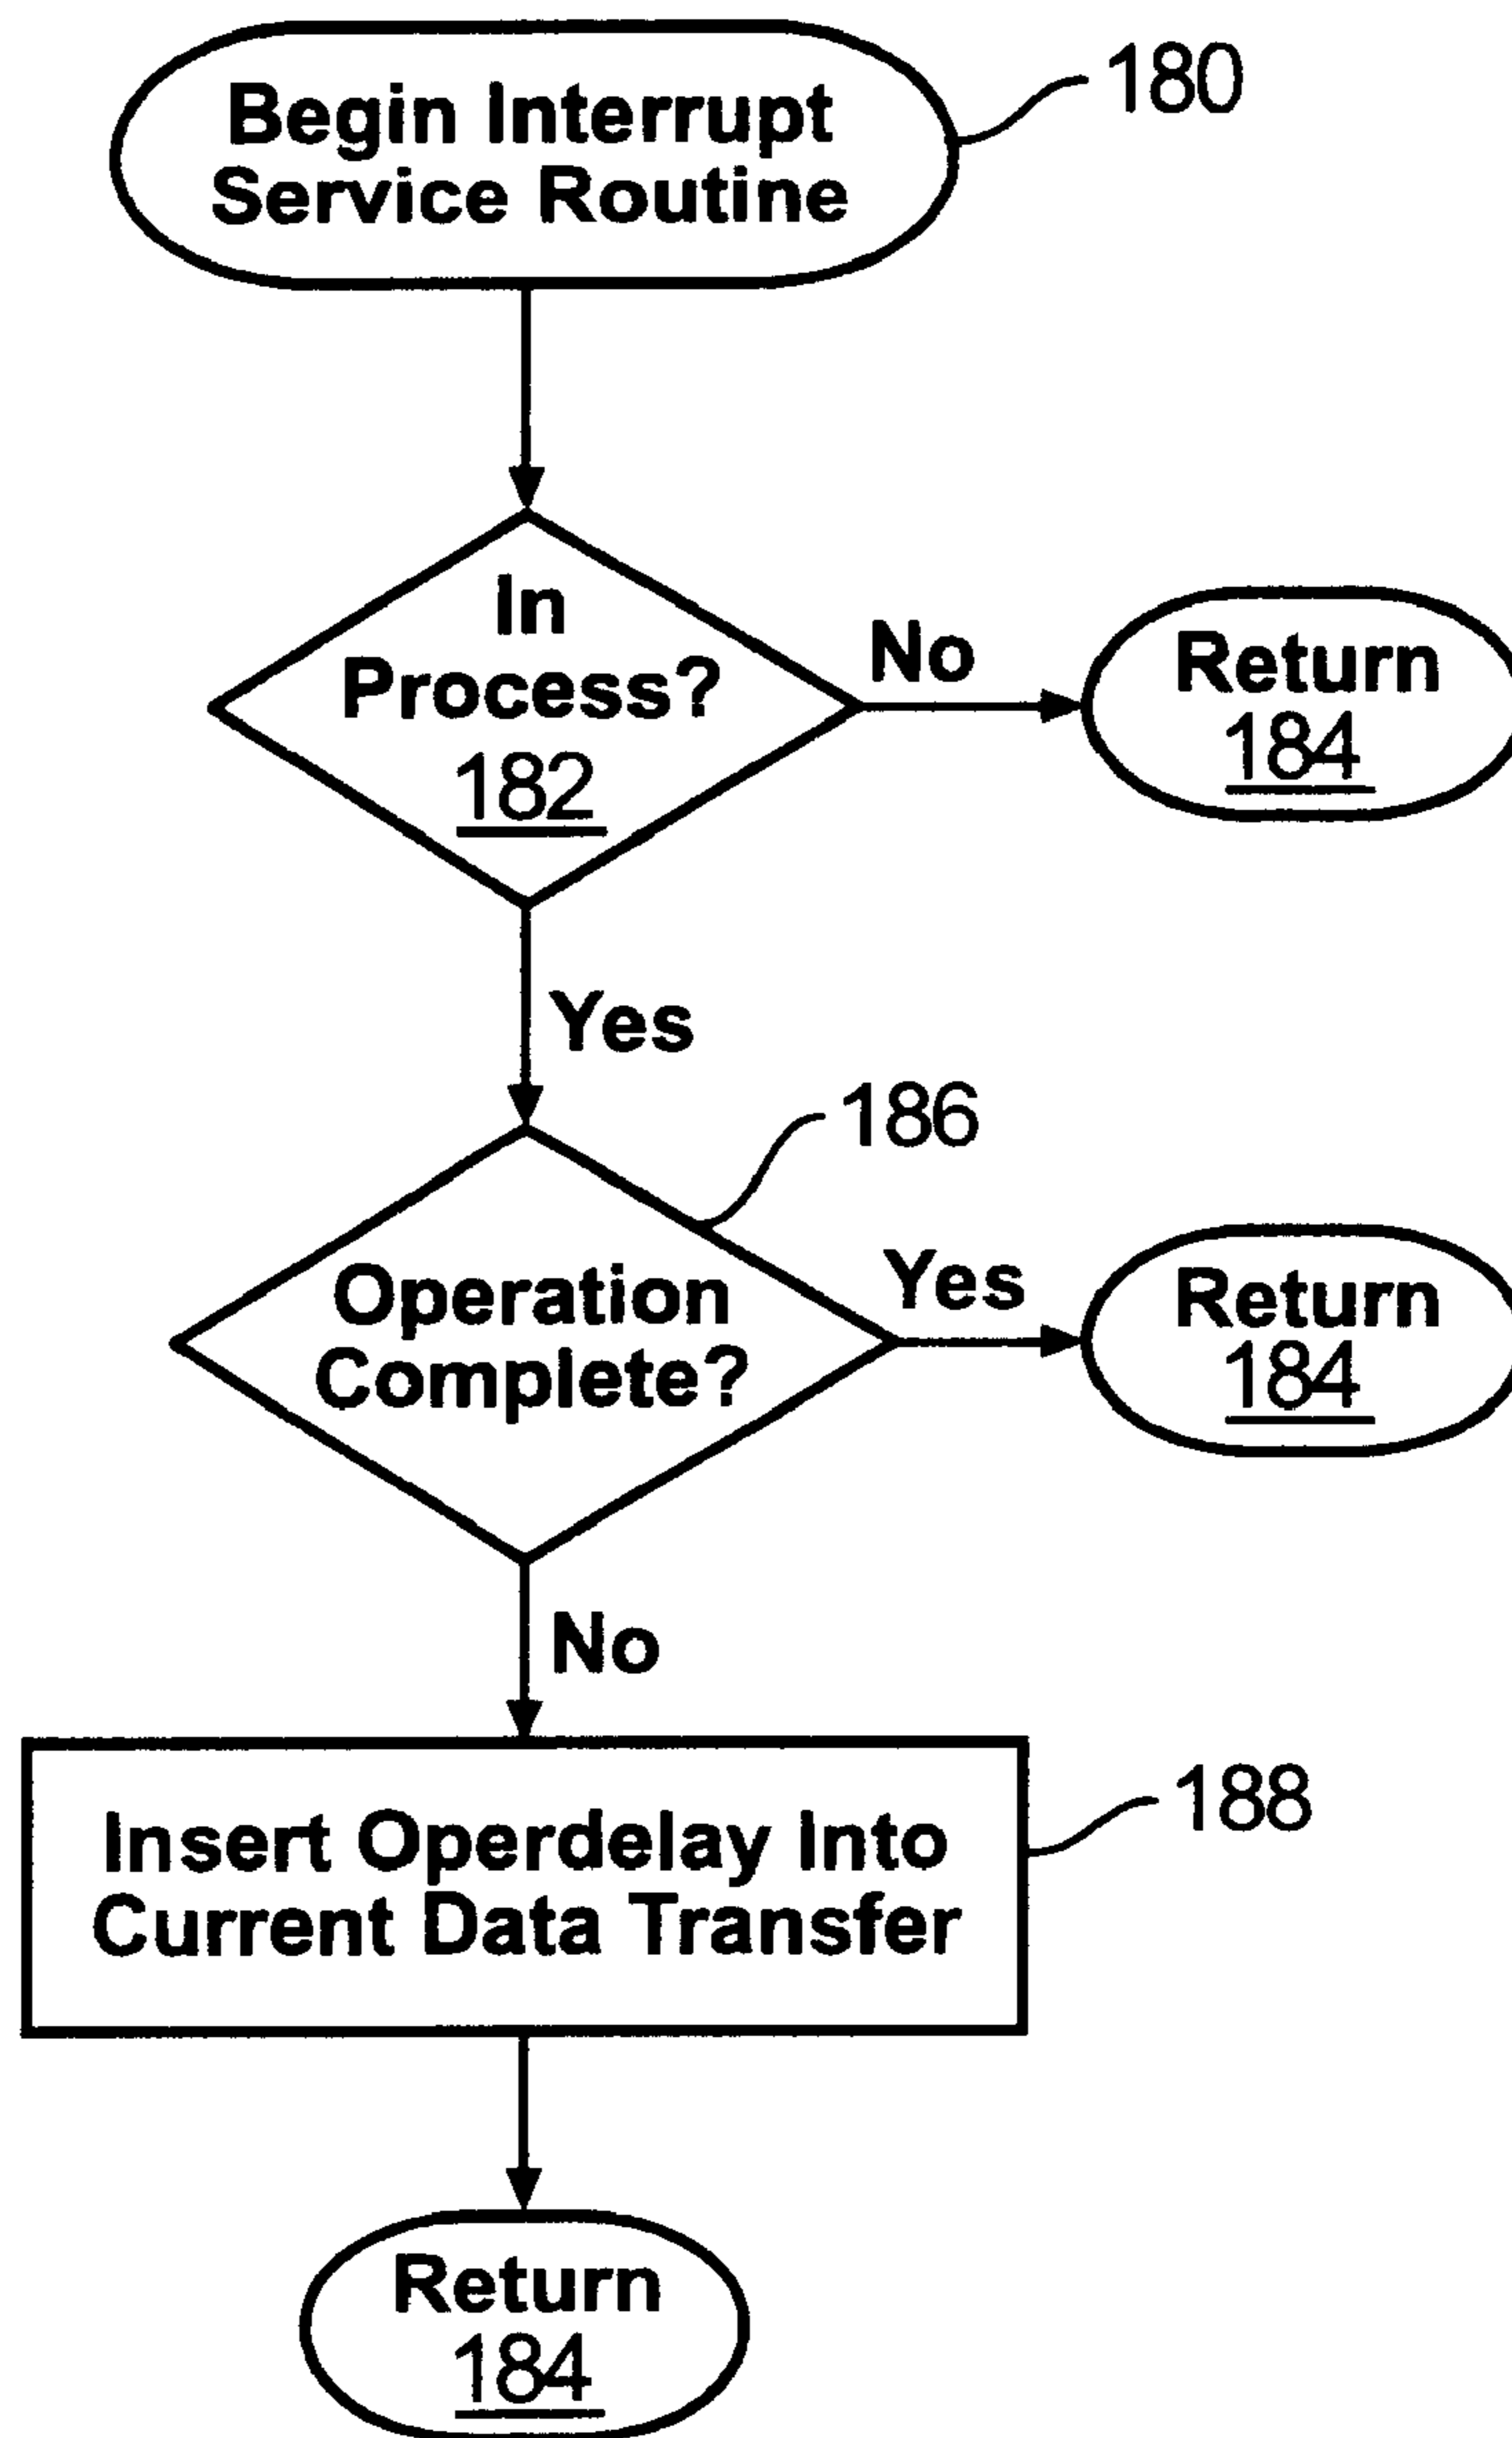 Begin Interrupt
Service Routine
180
In
Process?
182
No
Return
184
Yes
186
Operation
Complete?
Yes
Return
184
No
Insert Operdelay Into
Current Data Transfer
188
Return
184